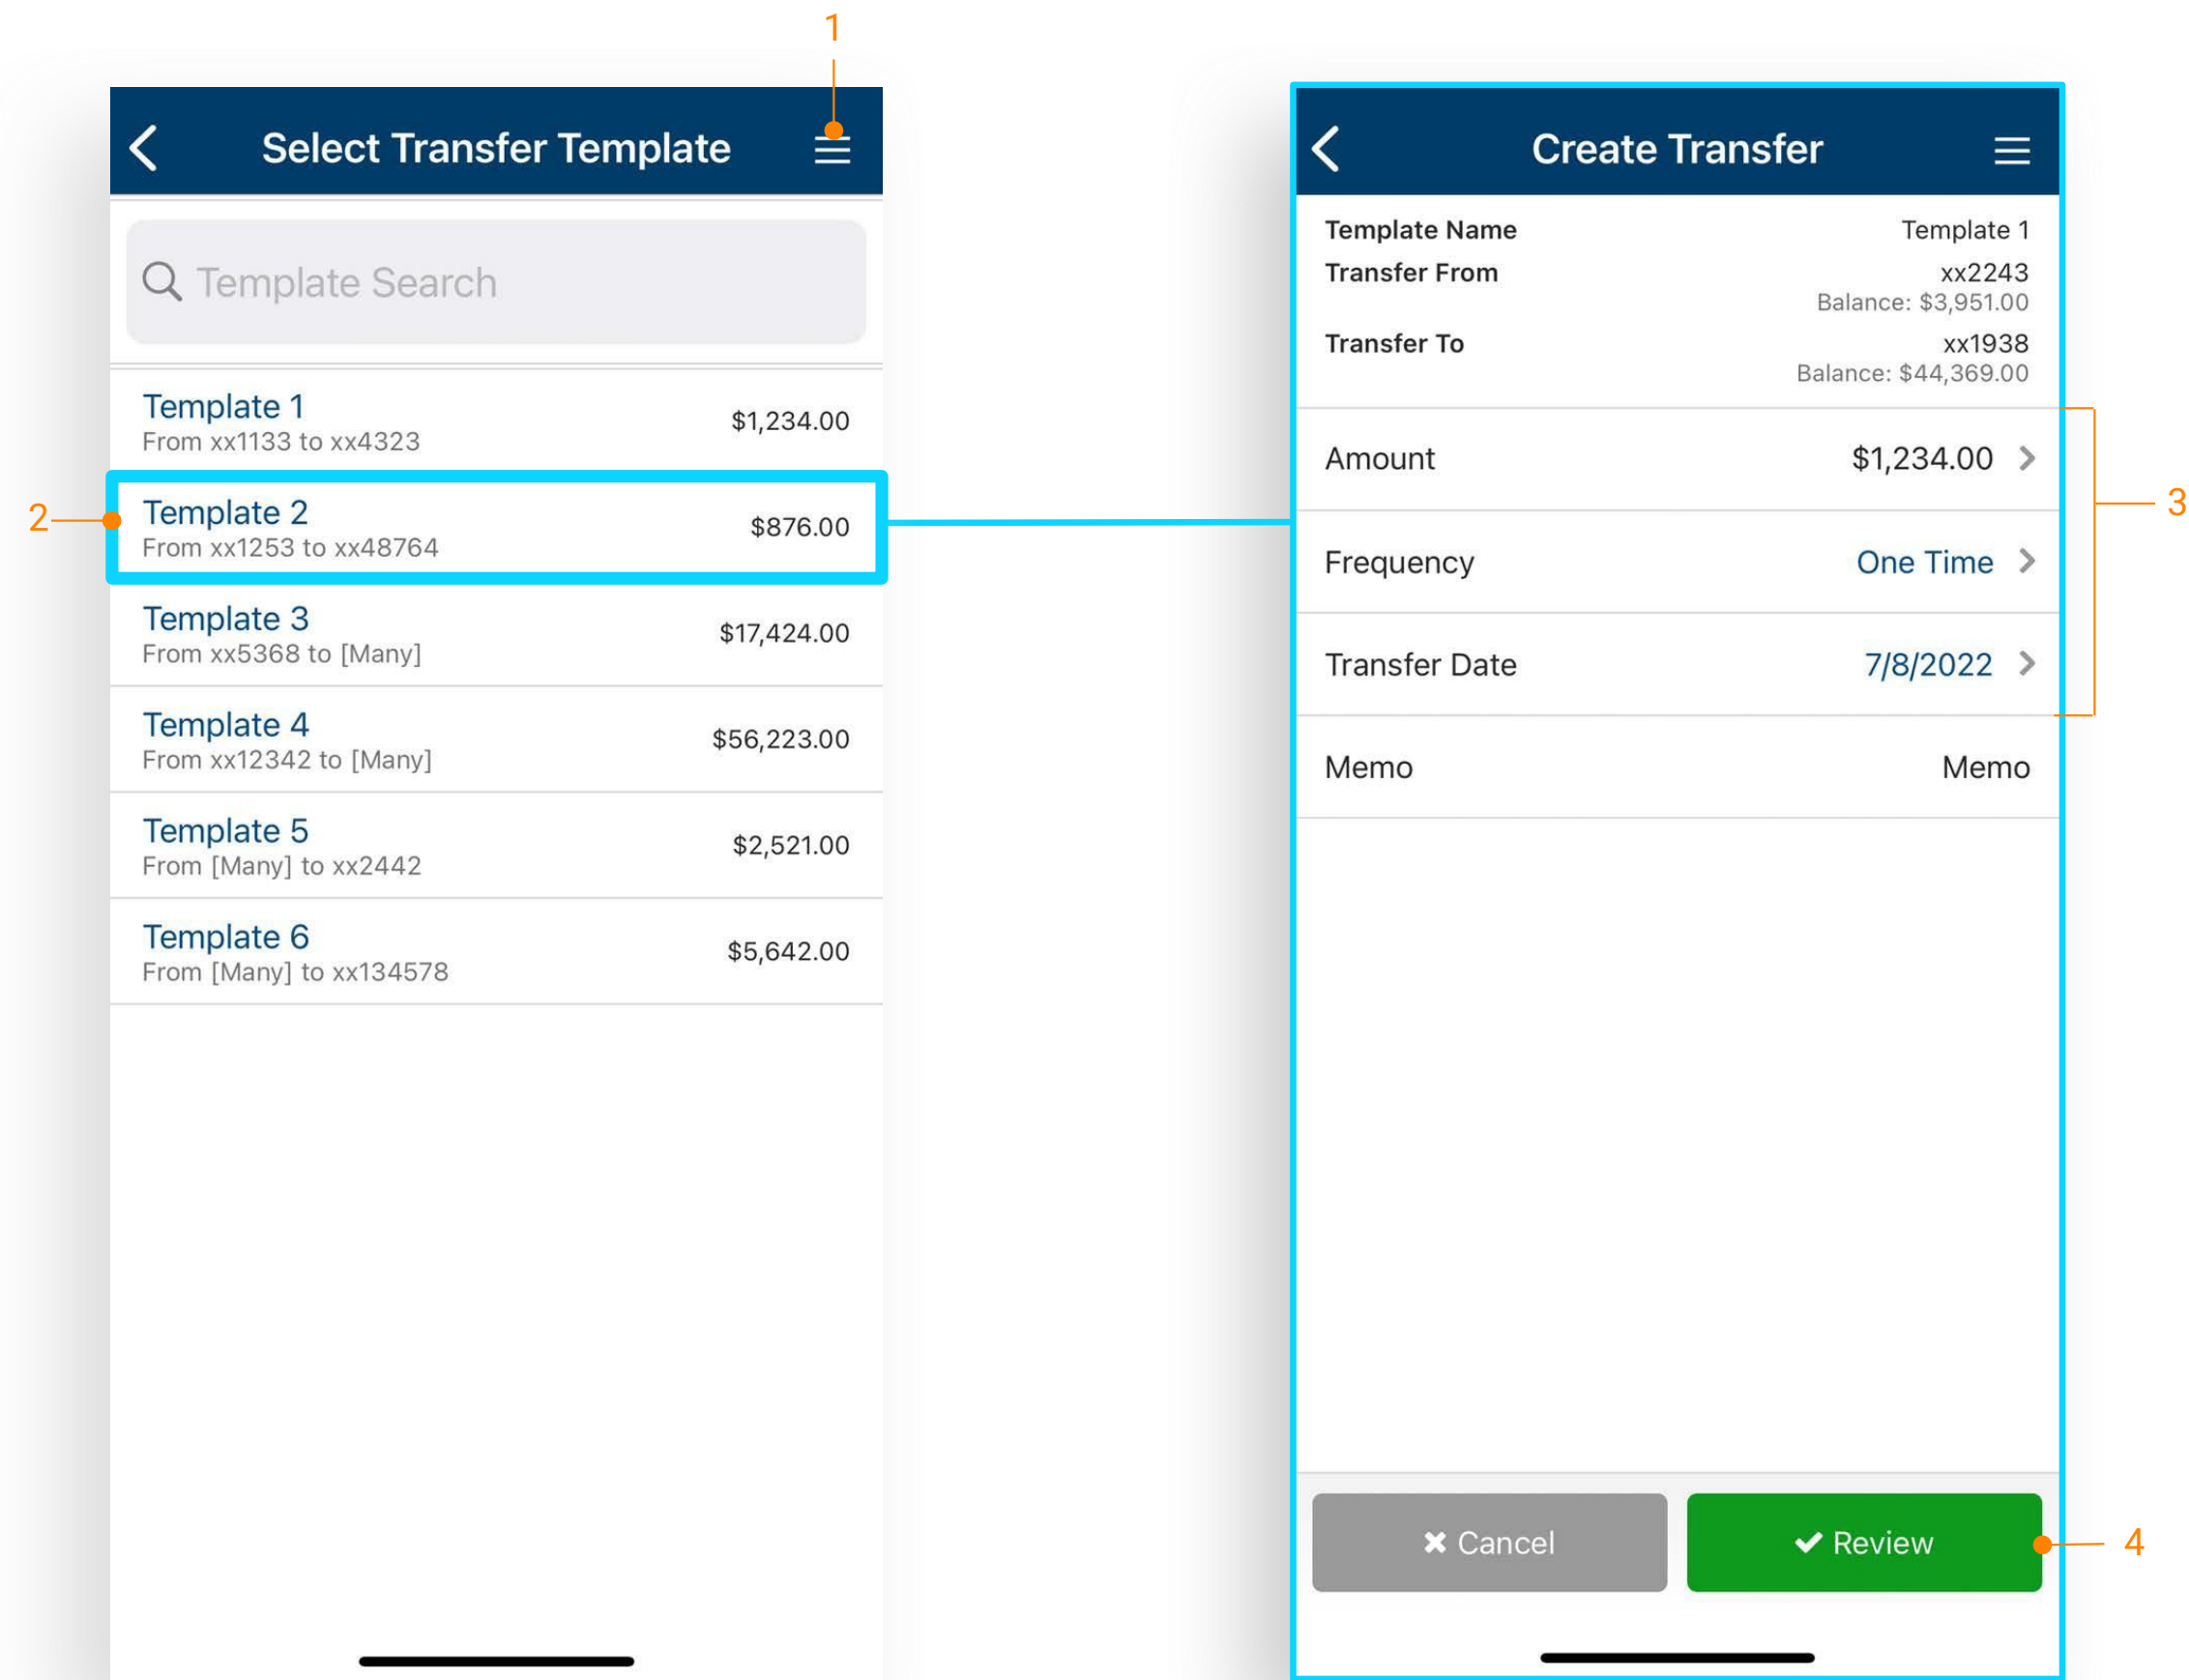 1
Select Transfer Template
Template Search
Template 1
$1,234.00
From xx1133 to xx4323
2
Template 2
$876.00
From xx1253 to xx48764
Template 3
$17,424.00
From xx5368 to [Many]
Template 4
$56,223.00
From xx12342 to [Many]
Template 5
$2,521.00
From [Many] to xx2442
Template 6
$5,642.00
From [Many] to xx134578
Create Transfer
Template Name Template 1
Transfer From xx2243
Balance: $3,951.00
Transfer To xx1938
Balance: $44,369.00
Amount $1,234.00
3
Frequency One Time
Transfer Date 7/8/2022
Memo Memo
Cancel Review
4